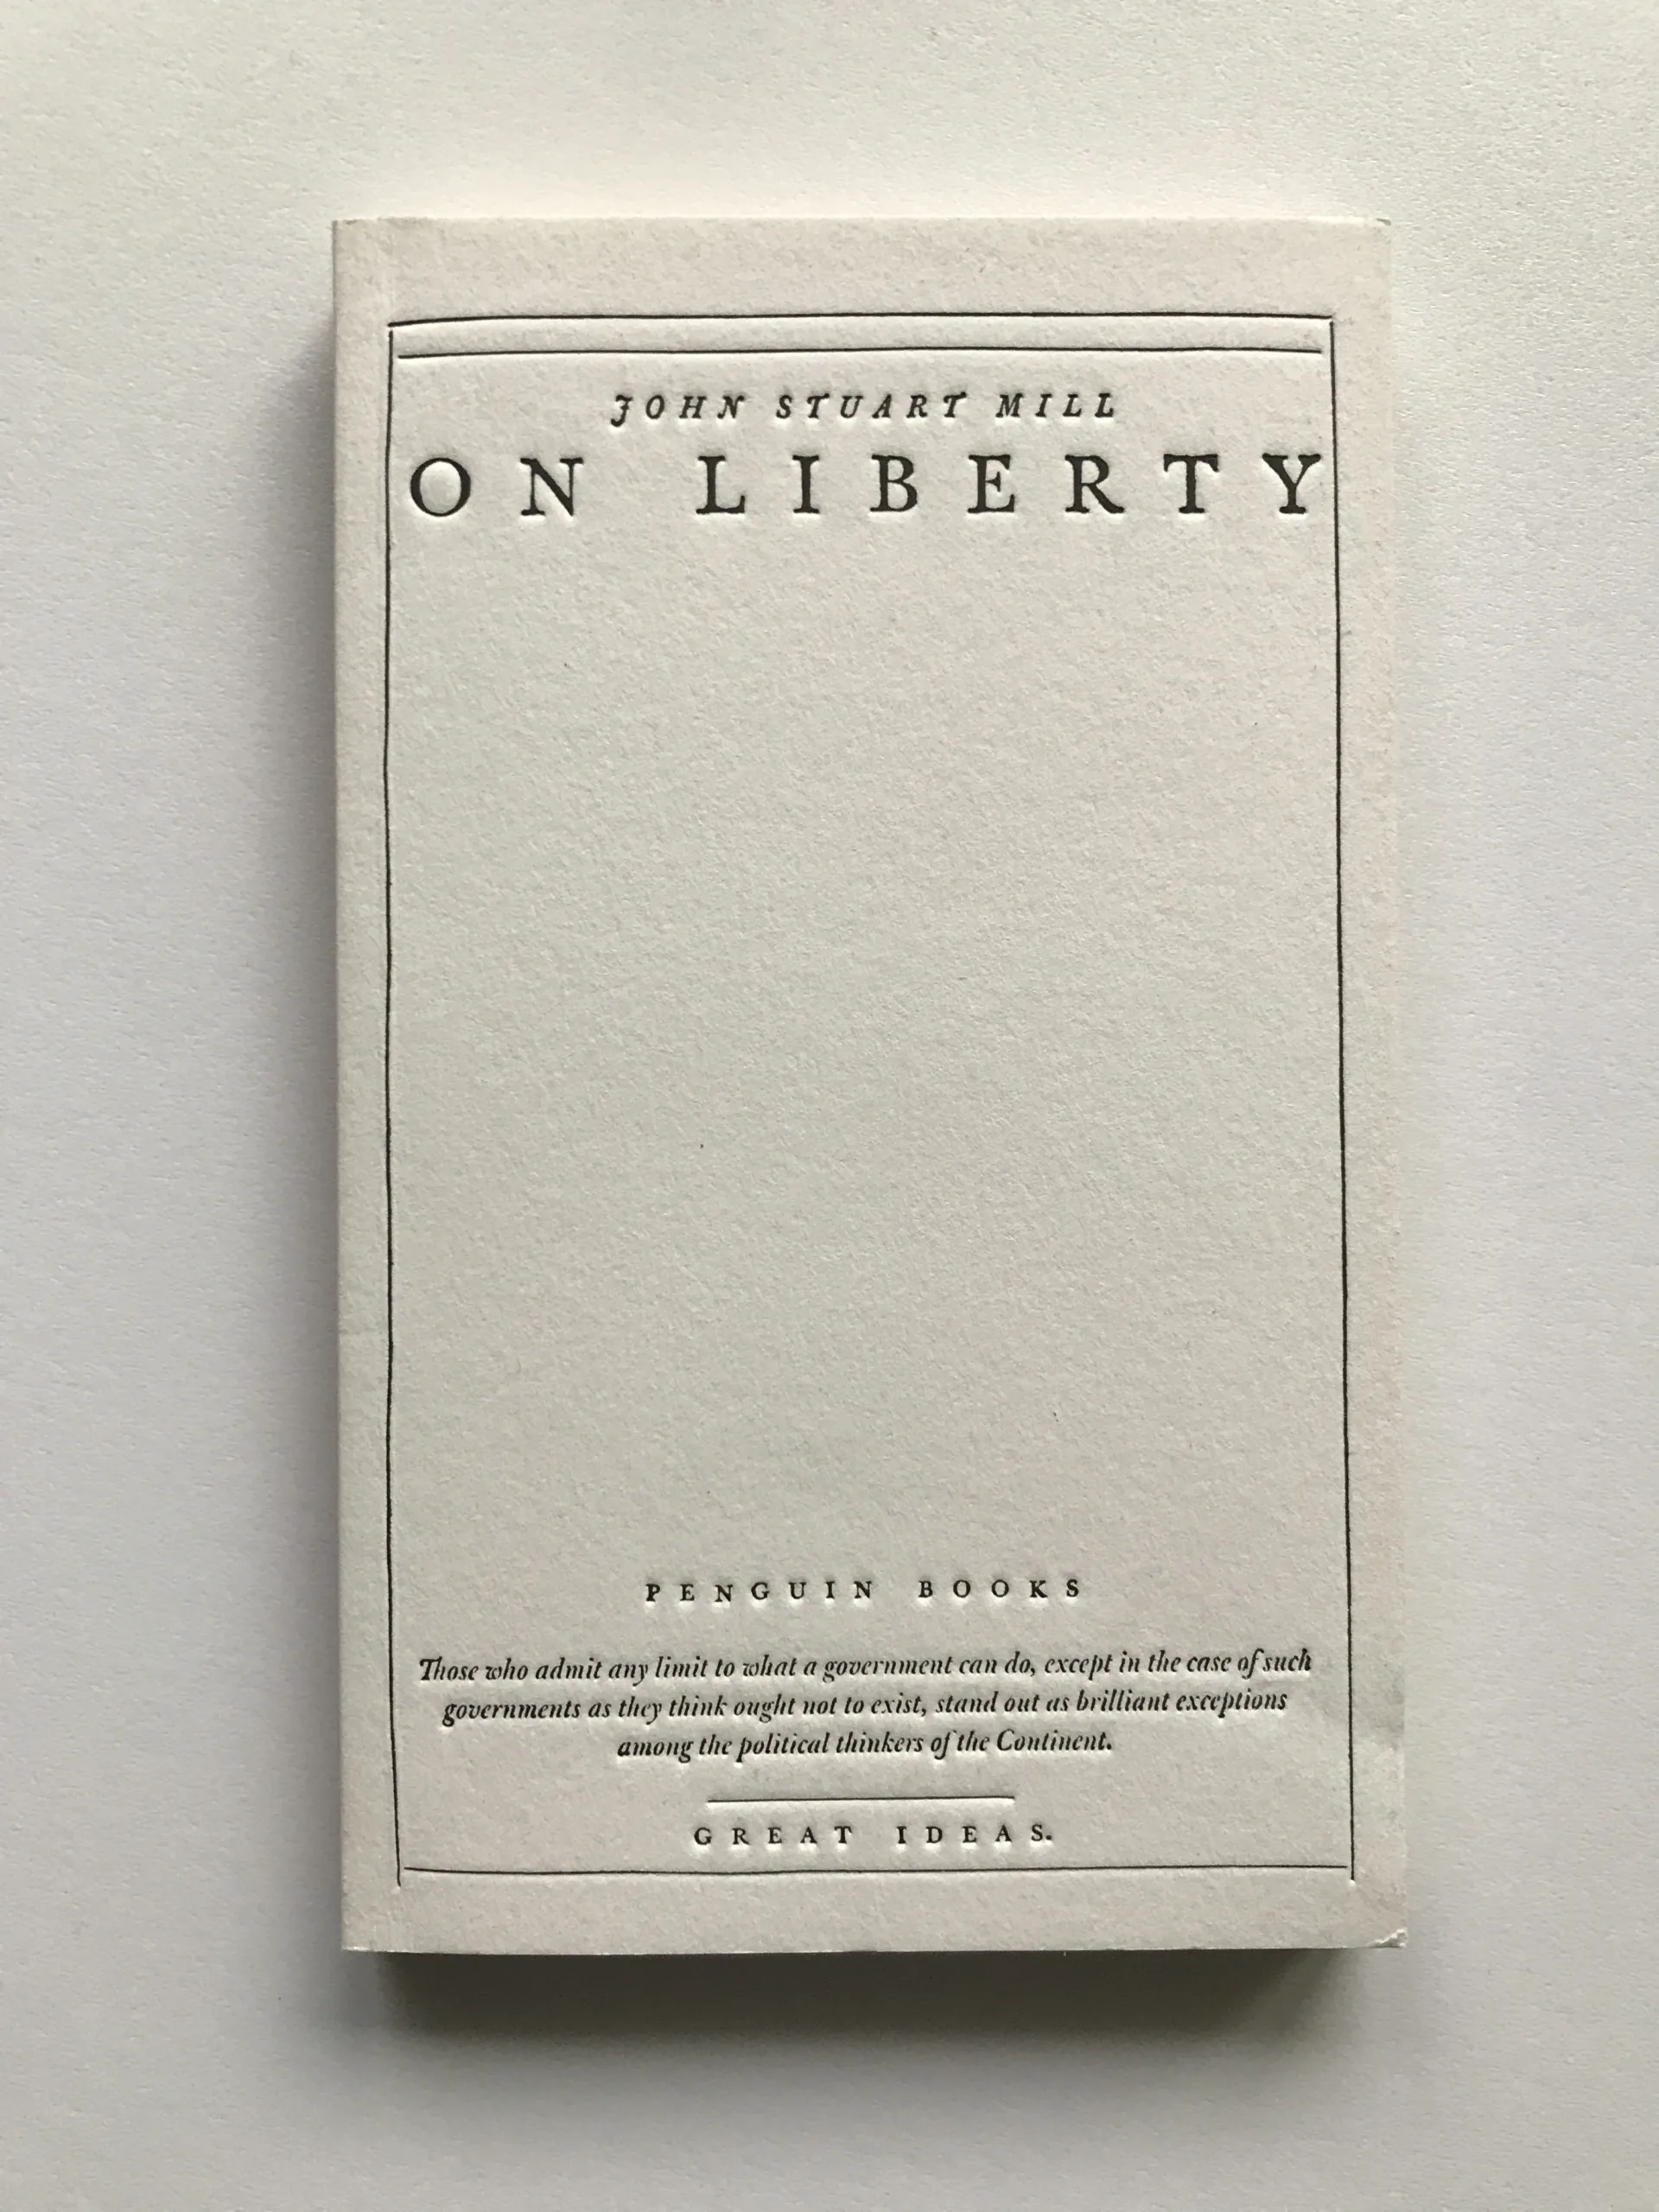 JOHN STUART MILL
ON LIBERTY
PENGUIN BOOKS
Those who admit any limit to what a government can do, except in the case of such
governments as they think ought not to exist, stand out as brilliant exceptions
among the political thinkers of the Continent.
GREAT IDEAS.